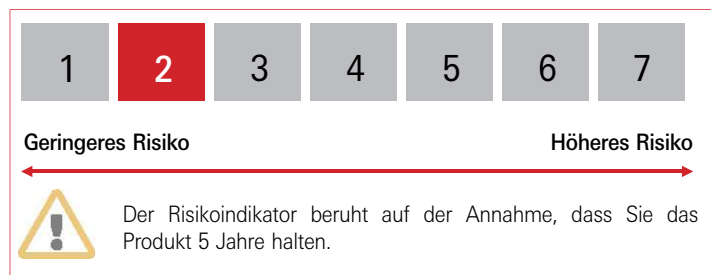 1 2 3 4 5 6 7
Geringeres Risiko Höheres Risiko
Der Risikoindikator beruht auf der Annahme, dass Sie das
Produkt 5 Jahre halten.